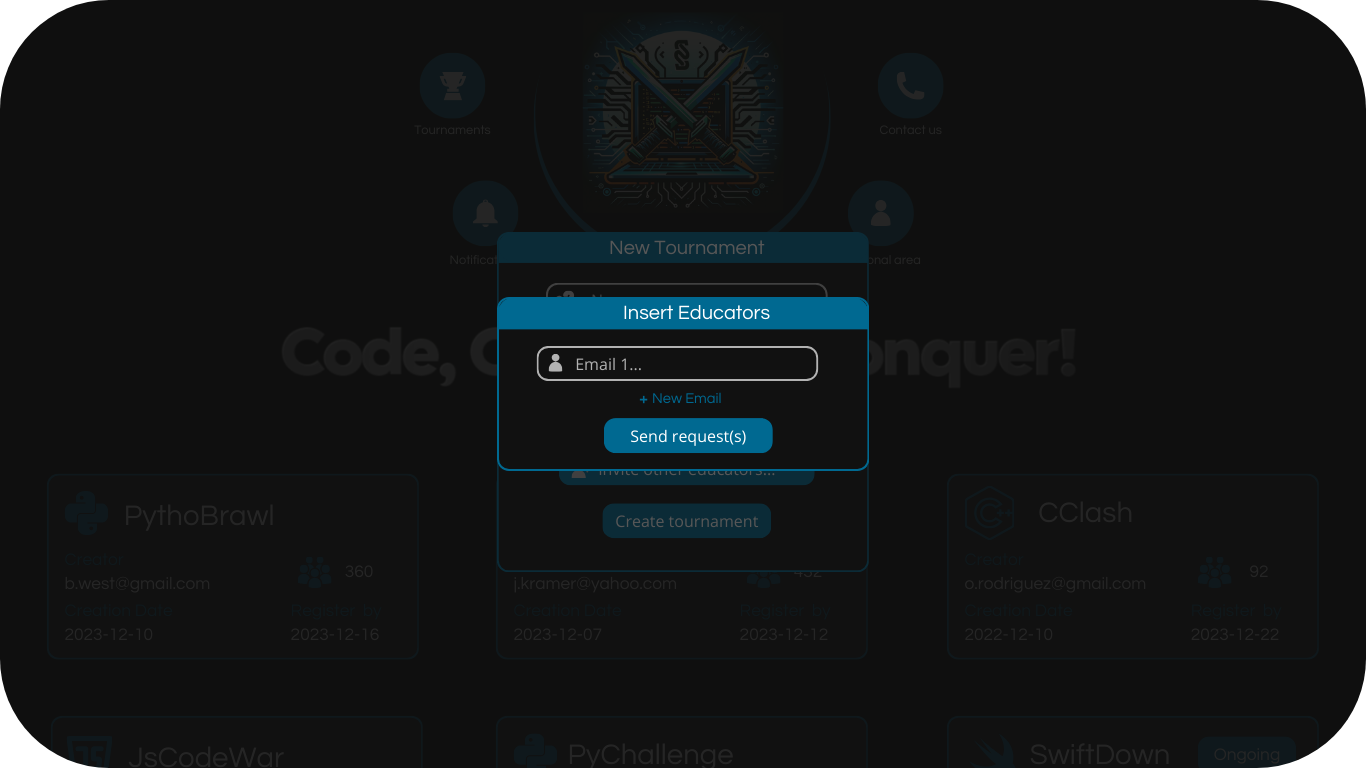 Tournaments
Contact us
Notificat
onal area
New Tournament
Insert Educators
Code, C
onquer!
Email 1...
+ New Email
Send request(s)
Invite other educators...
Create tournament
PythoBrawl
Creator
b.west@gmail.com
360
Creation Date
Register by
2023-12-10
2023-12-16
j.kramer@yahoo.com
432
Creation Date
Register by
2023-12-07
2023-12-12
CClash
Creator
o.rodriguez@gmail.com
92
Creation Date
Register by
2022-12-10
2023-12-22
JsCodeWar
PyChallenge
SwiftDown
Ongoing